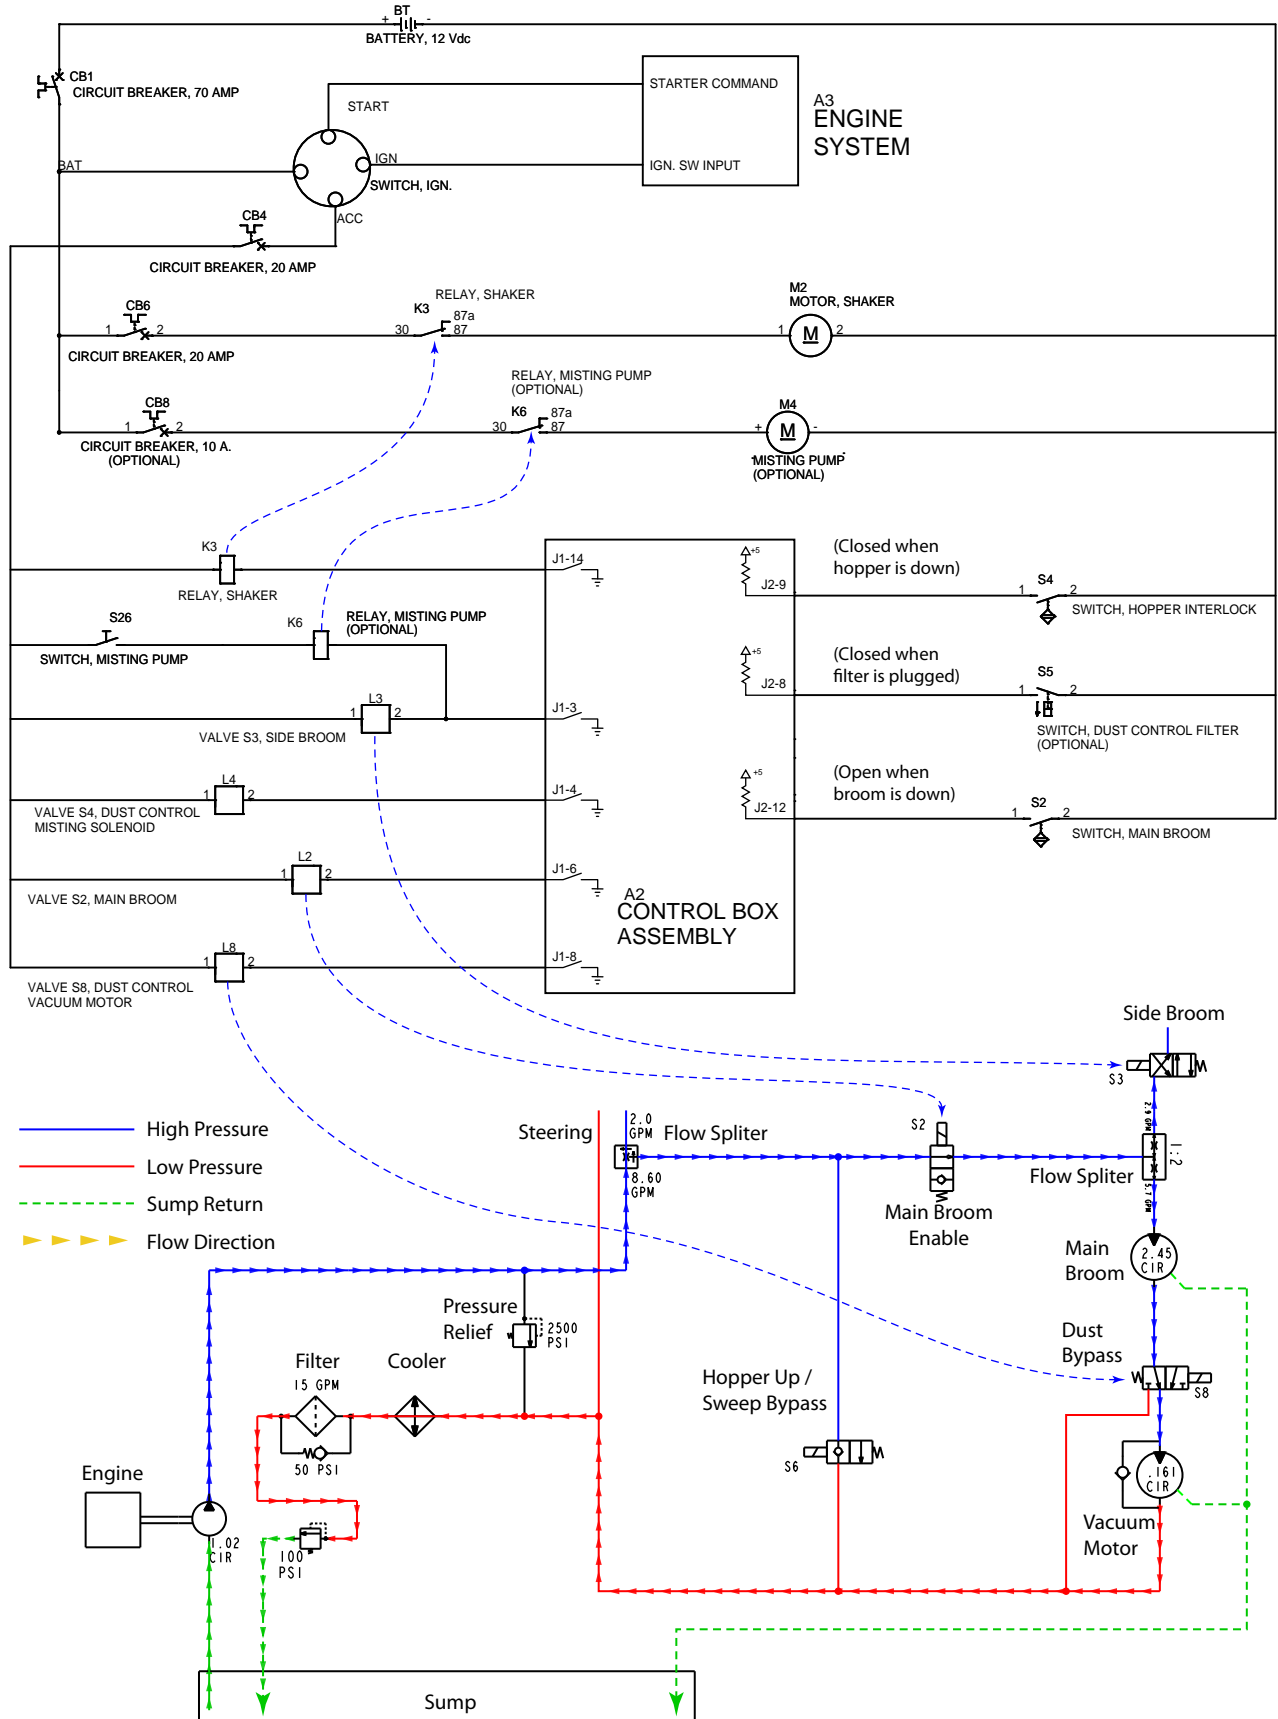 BT
+ -
BATTERY, 12 Vdc
CB1
CIRCUIT BREAKER, 70 AMP
STARTER COMMAND
A3
ENGINE
SYSTEM
START
IGN
IGN. SW INPUT
BAT
SWITCH, IGN.
ACC
CB4
CIRCUIT BREAKER, 20 AMP
RELAY, SHAKER
M2
MOTOR, SHAKER
CB6
K3
87a
1 2
30 87
1 M 2
CIRCUIT BREAKER, 20 AMP
RELAY, MISTING PUMP
(OPTIONAL)
CB8
K6
87a
M4
1 2
30 87
+ M -
CIRCUIT BREAKER, 10 A.
(OPTIONAL)
MISTING PUMP
(OPTIONAL)
K3
J1-14
RELAY, SHAKER
+5
J2-9
(Closed when
hopper is down)
S4
1 2
SWITCH, HOPPER INTERLOCK
S26
K6
RELAY, MISTING PUMP
(OPTIONAL)
SWITCH, MISTING PUMP
+5
J2-8
(Closed when
filter is plugged)
S5
1 2
SWITCH, DUST CONTROL FILTER
(OPTIONAL)
L3
1 2
J1-3
VALVE S3, SIDE BROOM
L4
1 2
J1-4
VALVE S4, DUST CONTROL
MISTING SOLENOID
+5
J2-12
(Open when
broom is down)
S2
1 2
SWITCH, MAIN BROOM
L2
1 2
J1-6
VALVE S2, MAIN BROOM
A2
CONTROL BOX
ASSEMBLY
L8
1 2
J1-8
VALVE S8, DUST CONTROL
VACUUM MOTOR
Side Broom
S3
High Pressure
Low Pressure
Sump Return
Flow Direction
Steering
2.0
GPM
Flow Spliter
8.60
GPM
S2
Main Broom
Enable
2.9 GPM
1:2
Flow Spliter
5.7 GPM
Main
Broom
2.45
CIR
Pressure
Relief
2500
PSI
Dust
Bypass
S8
Filter
15 GPM
Cooler
50 PSI
Hopper Up /
Sweep Bypass
S6
.161
CIR
Vacuum
Motor
Engine
1.02
CIR
100
PSI
Sump